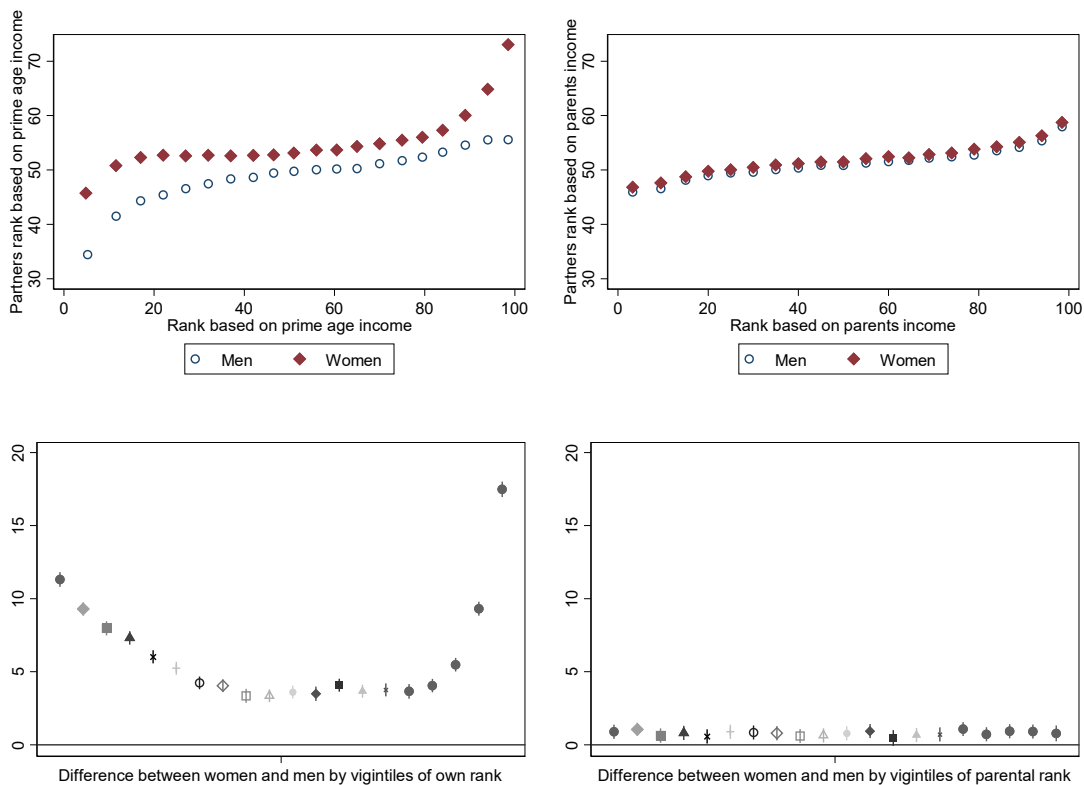 Partners rank based on prime age income
70
60
50
40
30
0 20 40 60 80 100
Rank based on prime age income
Men Women
Partners rank based on parents income
70
60
50
40
30
0 20 40 60 80 100
Rank based on parents income
Men Women
20
15
10
5
0
Difference between women and men by vigintiles of own rank
20
15
10
5
0
Difference between women and men by vigintiles of parental rank